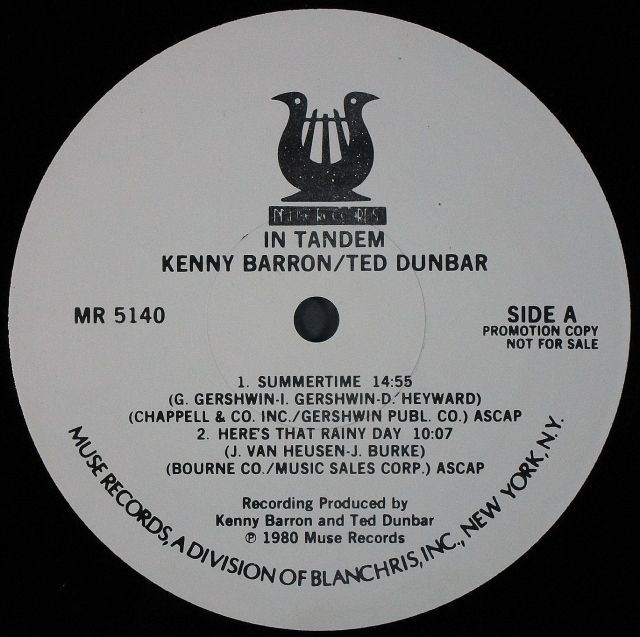 MUSE RECORDS
IN TANDEM
KENNY BARRON/TED DUNBAR
MR 5140
SIDE A
PROMOTION COPY
NOT FOR SALE
1. SUMMERTIME 14:55
(G. GERSHWIN-I. GERSHWIN-D. HEYWARD)
(CHAPPELL & CO. INC./GERSHWIN PUBL. CO.) ASCAP
2. HERE'S THAT RAINY DAY 10:07
(J. VAN HEUSEN-J. BURKE)
(BOURNE CO./MUSIC SALES CORP.) ASCAP
Recording Produced by
Kenny Barron and Ted Dunbar
℗ 1980 Muse Records
MUSE RECORDS, A DIVISION OF BLANCHRIS, INC., NEW YORK, N.Y.